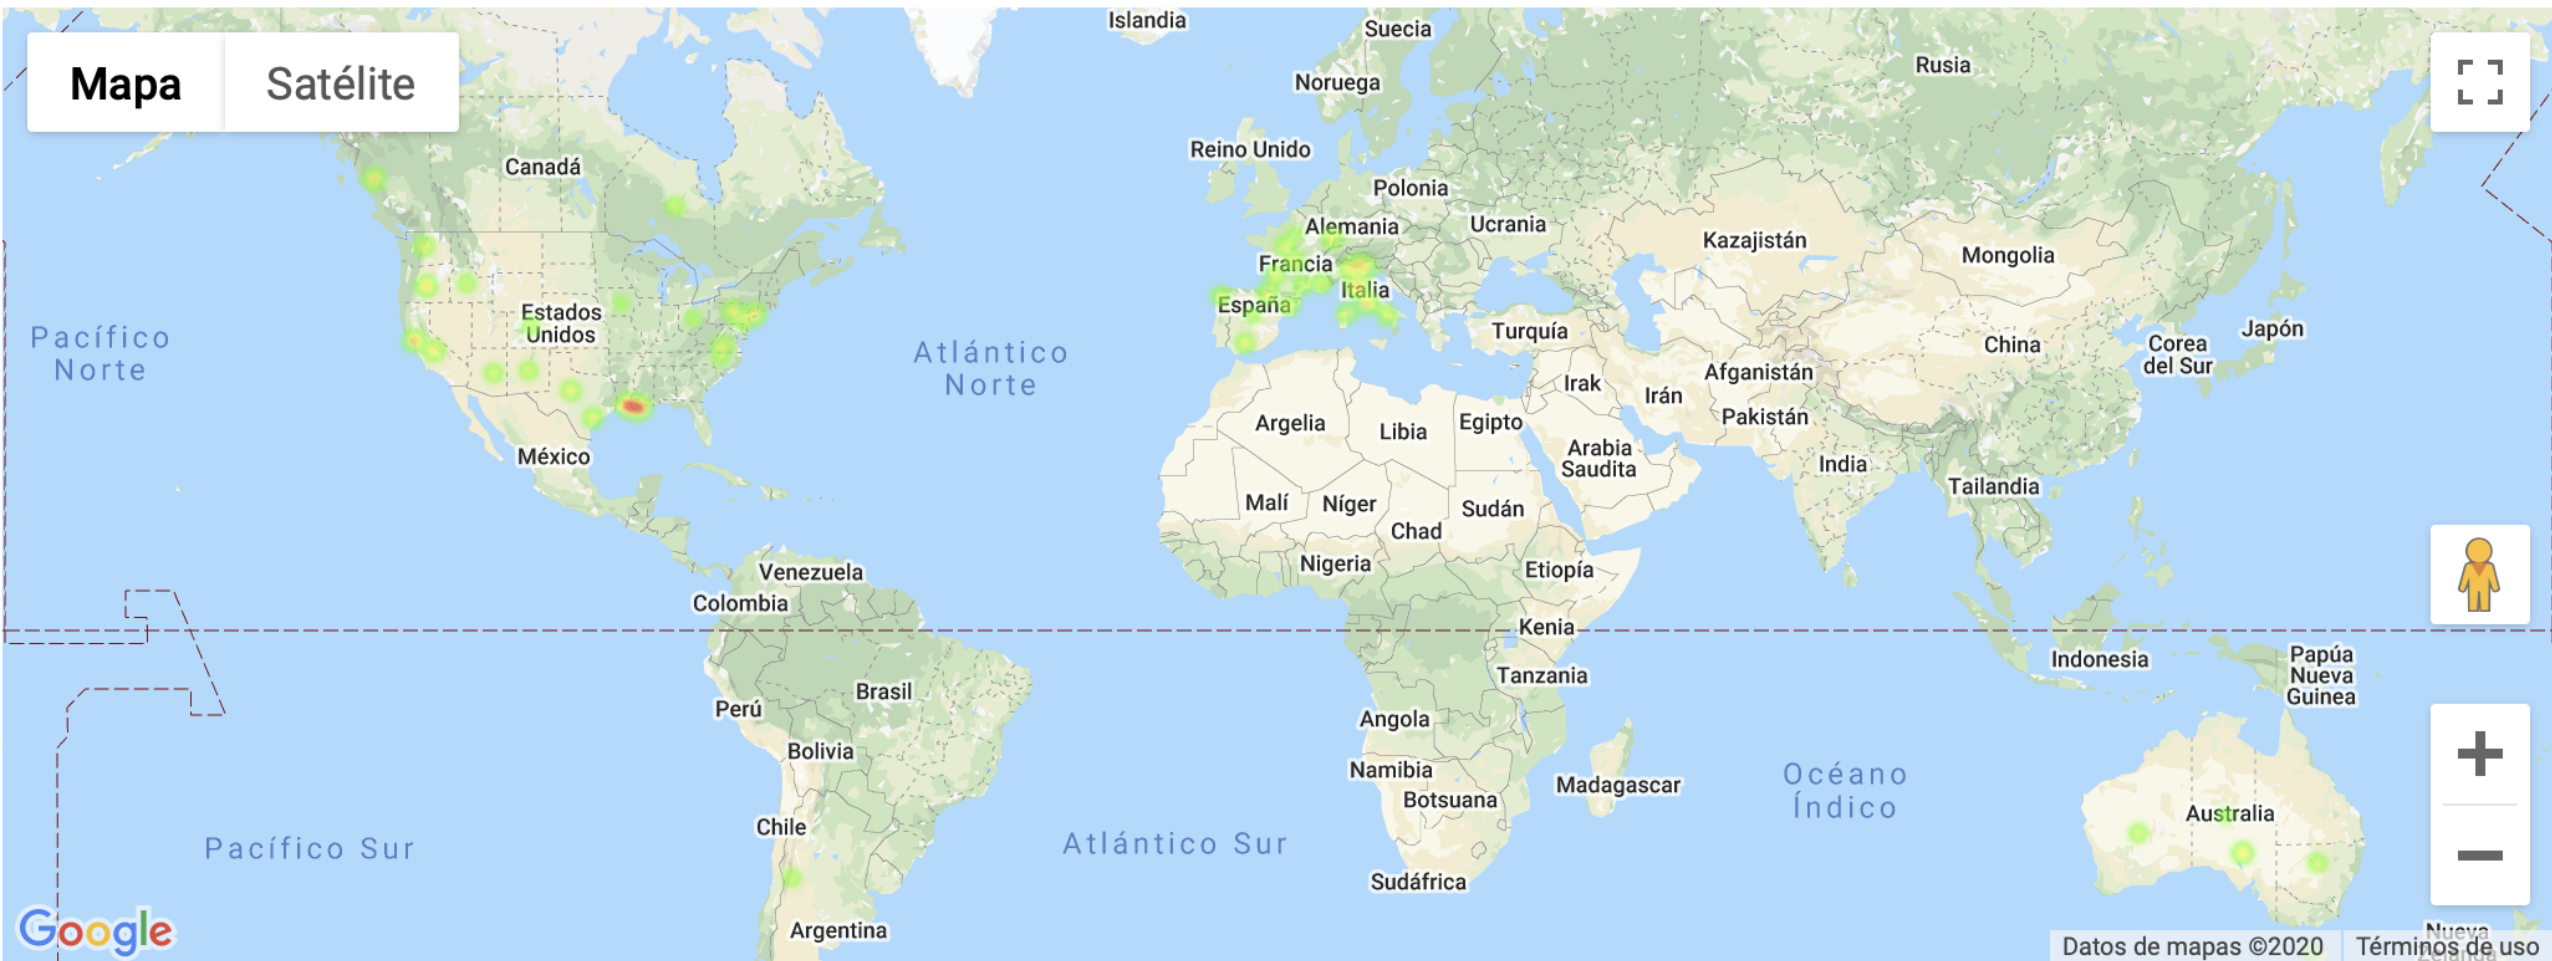 Mapa
Satélite
Islandia
Suecia
Noruega
Rusia
Reino Unido
Canadá
Polonia
Alemania
Ucrania
Kazajistán
Mongolia
Francia
Italia
España
Estados
Unidos
Turquía
Pacífico
Norte
Atlántico
Norte
China
Corea
del Sur
Japón
Afganistán
Irak
Irán
Pakistán
Argelia
Libia
Egipto
Arabia
Saudita
México
India
Tailandia
Malí
Níger
Chad
Sudán
Nigeria
Etiopía
Venezuela
Colombia
Kenia
Indonesia
Papúa
Nueva
Guinea
Tanzania
Brasil
Perú
Angola
Bolivia
Namibia
Botsuana
Madagascar
Océano
Índico
Australia
Chile
Pacífico Sur
Atlántico Sur
Sudáfrica
Argentina
Google
Nueva
Zelanda
Datos de mapas ©2020
Términos de uso